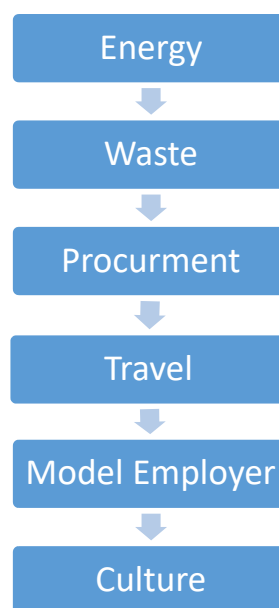 Energy
Waste
Procurment
Travel
Model Employer
Culture